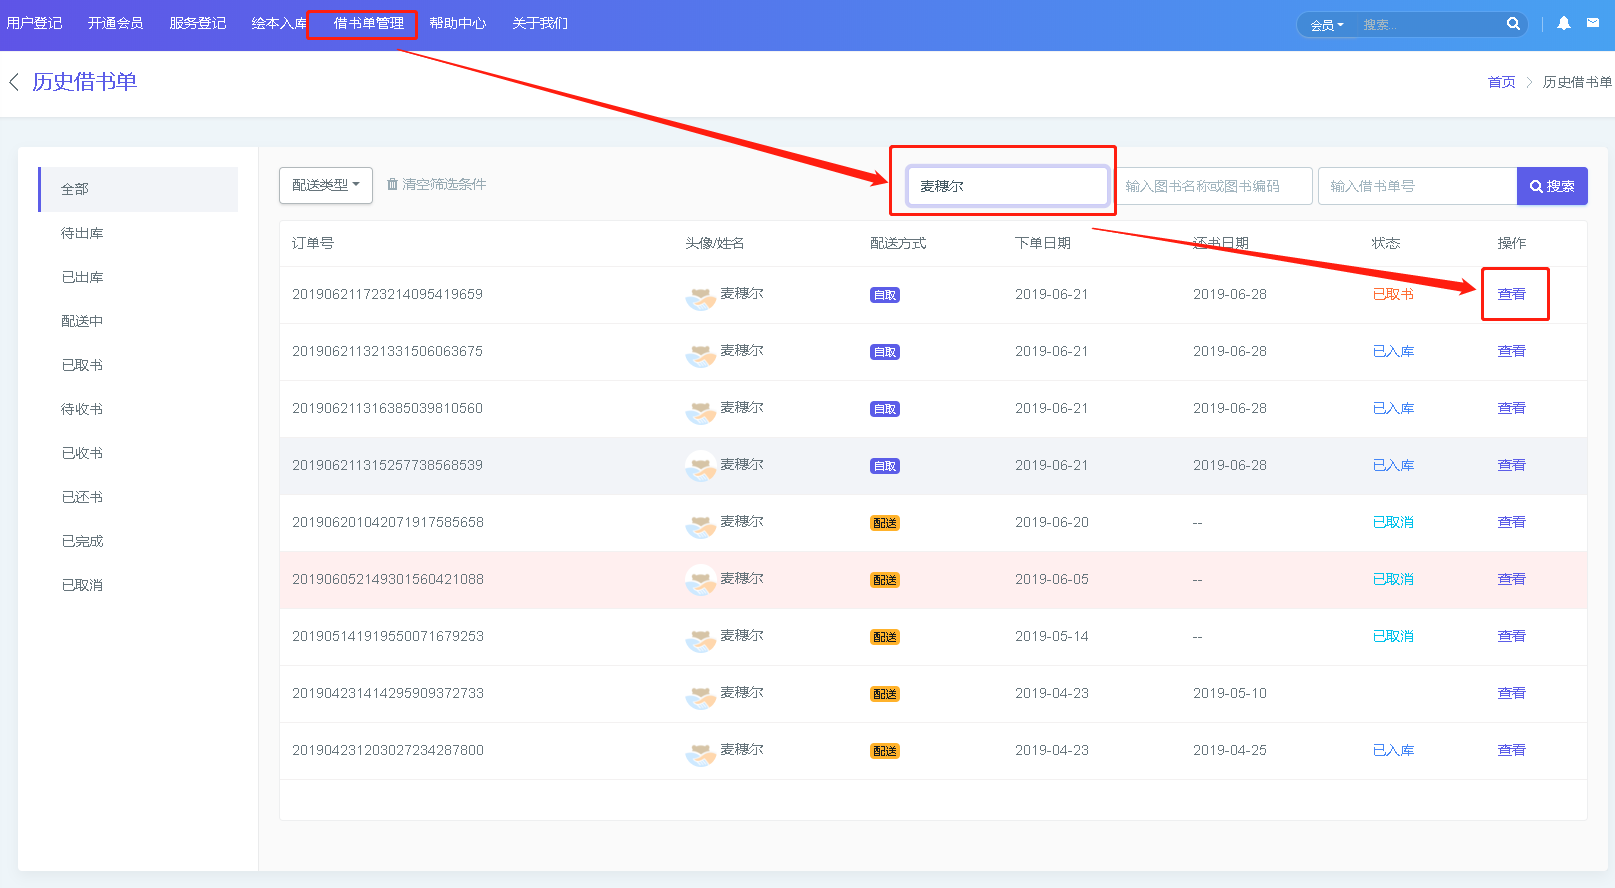 用户登记 开通会员 服务登记 绘本入库 借书单管理 帮助中心 关于我们 会员 搜索...
历史借书单 首页 历史借书单
全部
待出库
已出库
配送中
已取书
待收书
已收书
已还书
已完成
已取消
配送类型 清空筛选条件 麦穗尔 输入图书名称或图书编码 输入借书单号 搜索
订单号 头像/姓名 配送方式 下单日期 还书日期 状态 操作
201906211723214095419659 麦穗尔 自取 2019-06-21 2019-06-28 已取书 查看
201906211321331506063675 麦穗尔 自取 2019-06-21 2019-06-28 已入库 查看
201906211316385039810560 麦穗尔 自取 2019-06-21 2019-06-28 已入库 查看
201906211315257738568539 麦穗尔 自取 2019-06-21 2019-06-28 已入库 查看
201906201042071917585658 麦穗尔 配送 2019-06-20 -- 已取消 查看
201906052149301560421088 麦穗尔 配送 2019-06-05 -- 已取消 查看
201905141919550071679253 麦穗尔 配送 2019-05-14 -- 已取消 查看
201904231414295909372733 麦穗尔 配送 2019-04-23 2019-05-10 查看
201904231203027234287800 麦穗尔 配送 2019-04-23 2019-04-25 已入库 查看